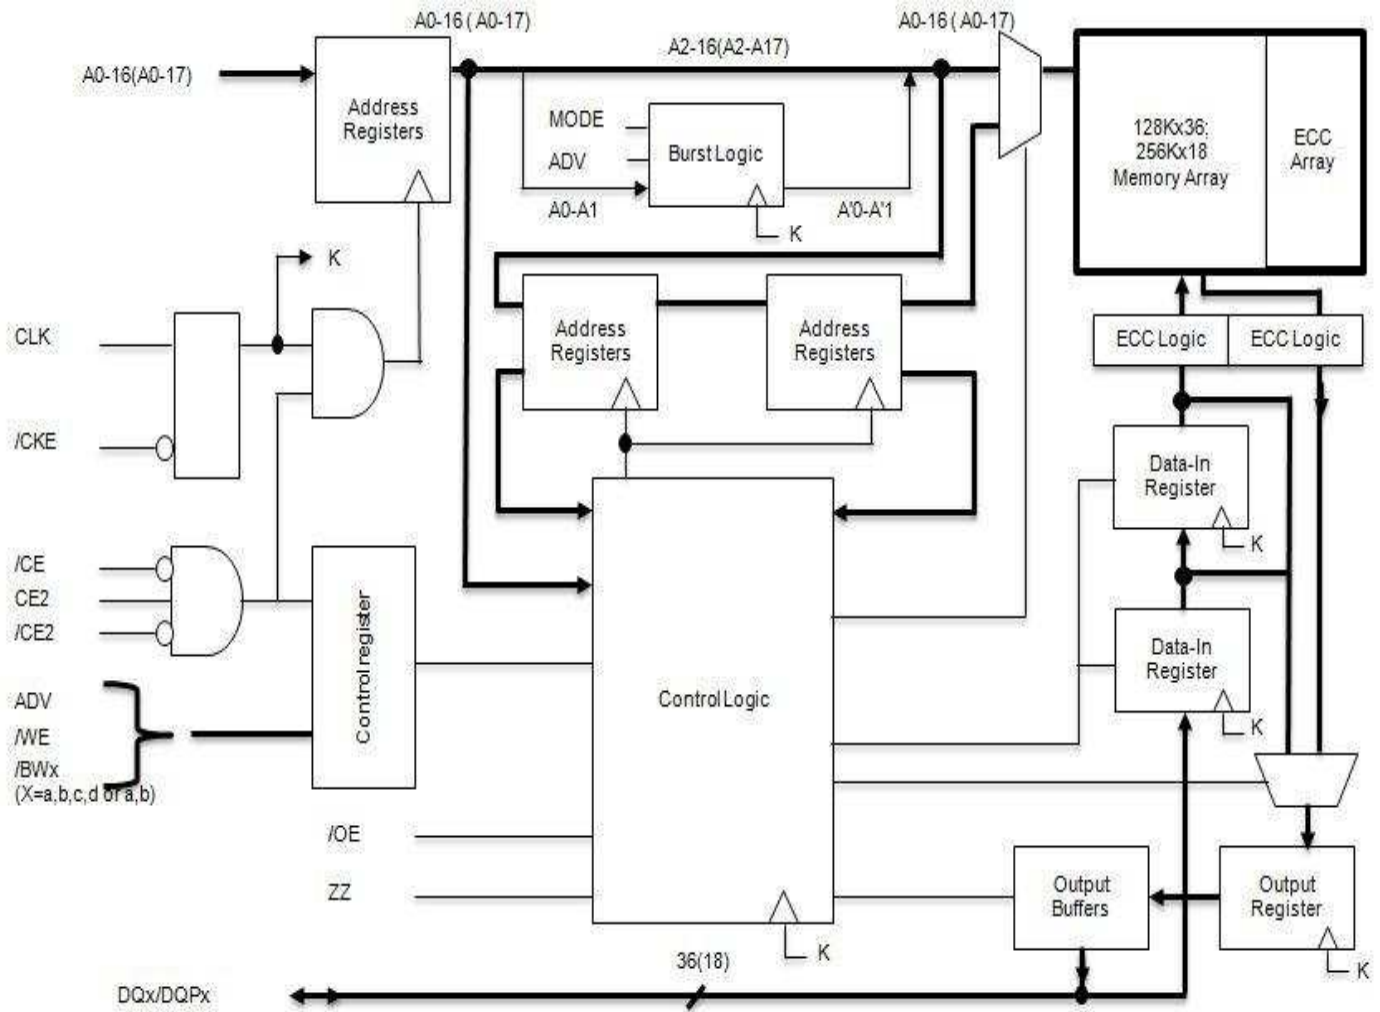 A0-16 ( A0-17)
A0-16 (A0-17)
A2-16(A2-A17)
A0-16(A0-17)
Address
Registers
MODE
ADV
Burst Logic
A0-A1
A'0-A'1
K
128Kx36;
256Kx18
Memory Array
ECC
Array
K
CLK
/CKE
Address
Registers
Address
Registers
ECC Logic
ECC Logic
Data-In
Register
K
/CE
CE2
/CE2
Control register
Data-In
Register
K
Control Logic
ADV
/WE
/BWx
(X=a,b,c,d or a,b)
/OE
ZZ
K
Output
Buffers
Output
Register
K
36(18)
DQx/DQPx